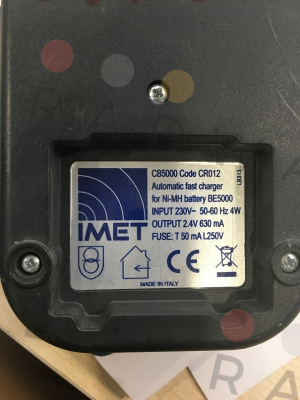 CB5000 Code CR012
Automatic fast charger
for Ni-MH battery BE5000
INPUT 230V~ 50-60 Hz 4W
OUTPUT 2.4V 630 mA
FUSE: T 50 mA L250V
IMET
CE
MADE IN ITALY
LB313